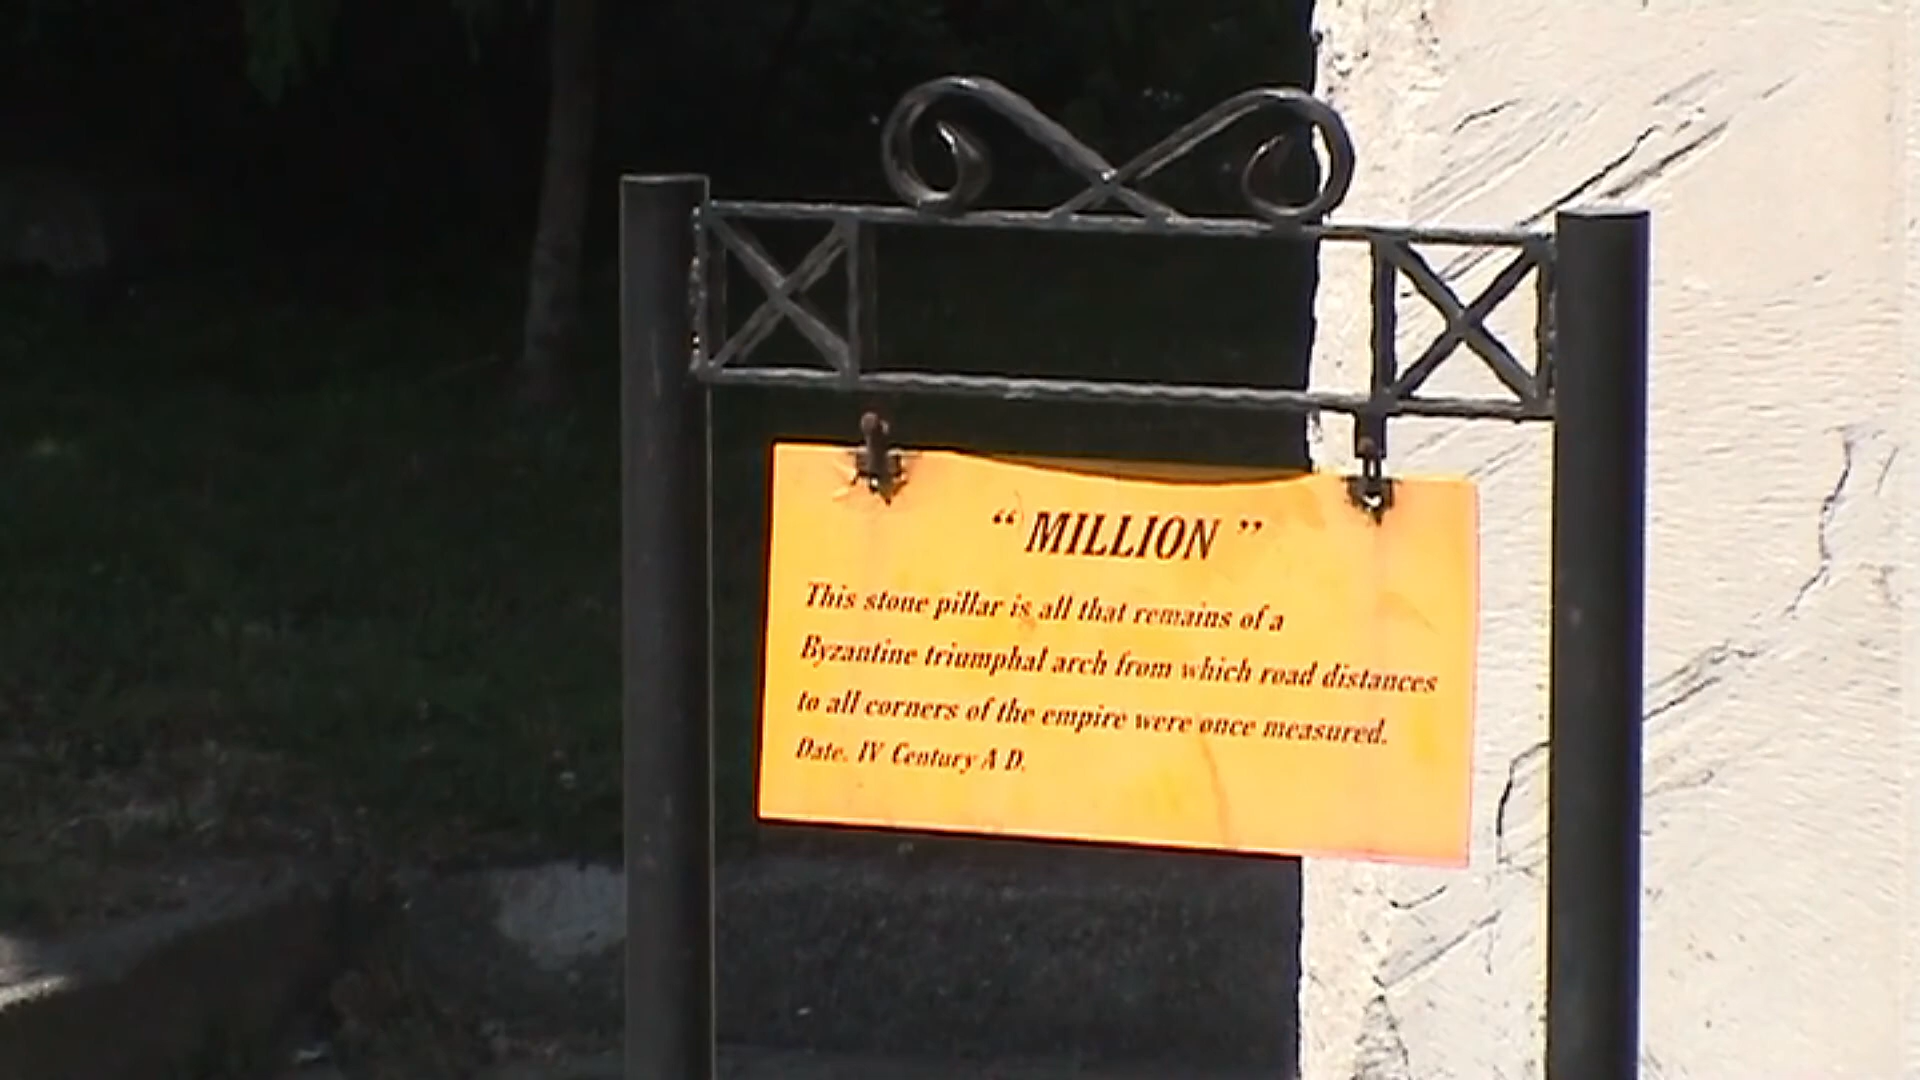 “ MILLION ”
This stone pillar is all that remains of a
Byzantine triumphal arch from which road distances
to all corners of the empire were once measured.
Date. IV Century A D.